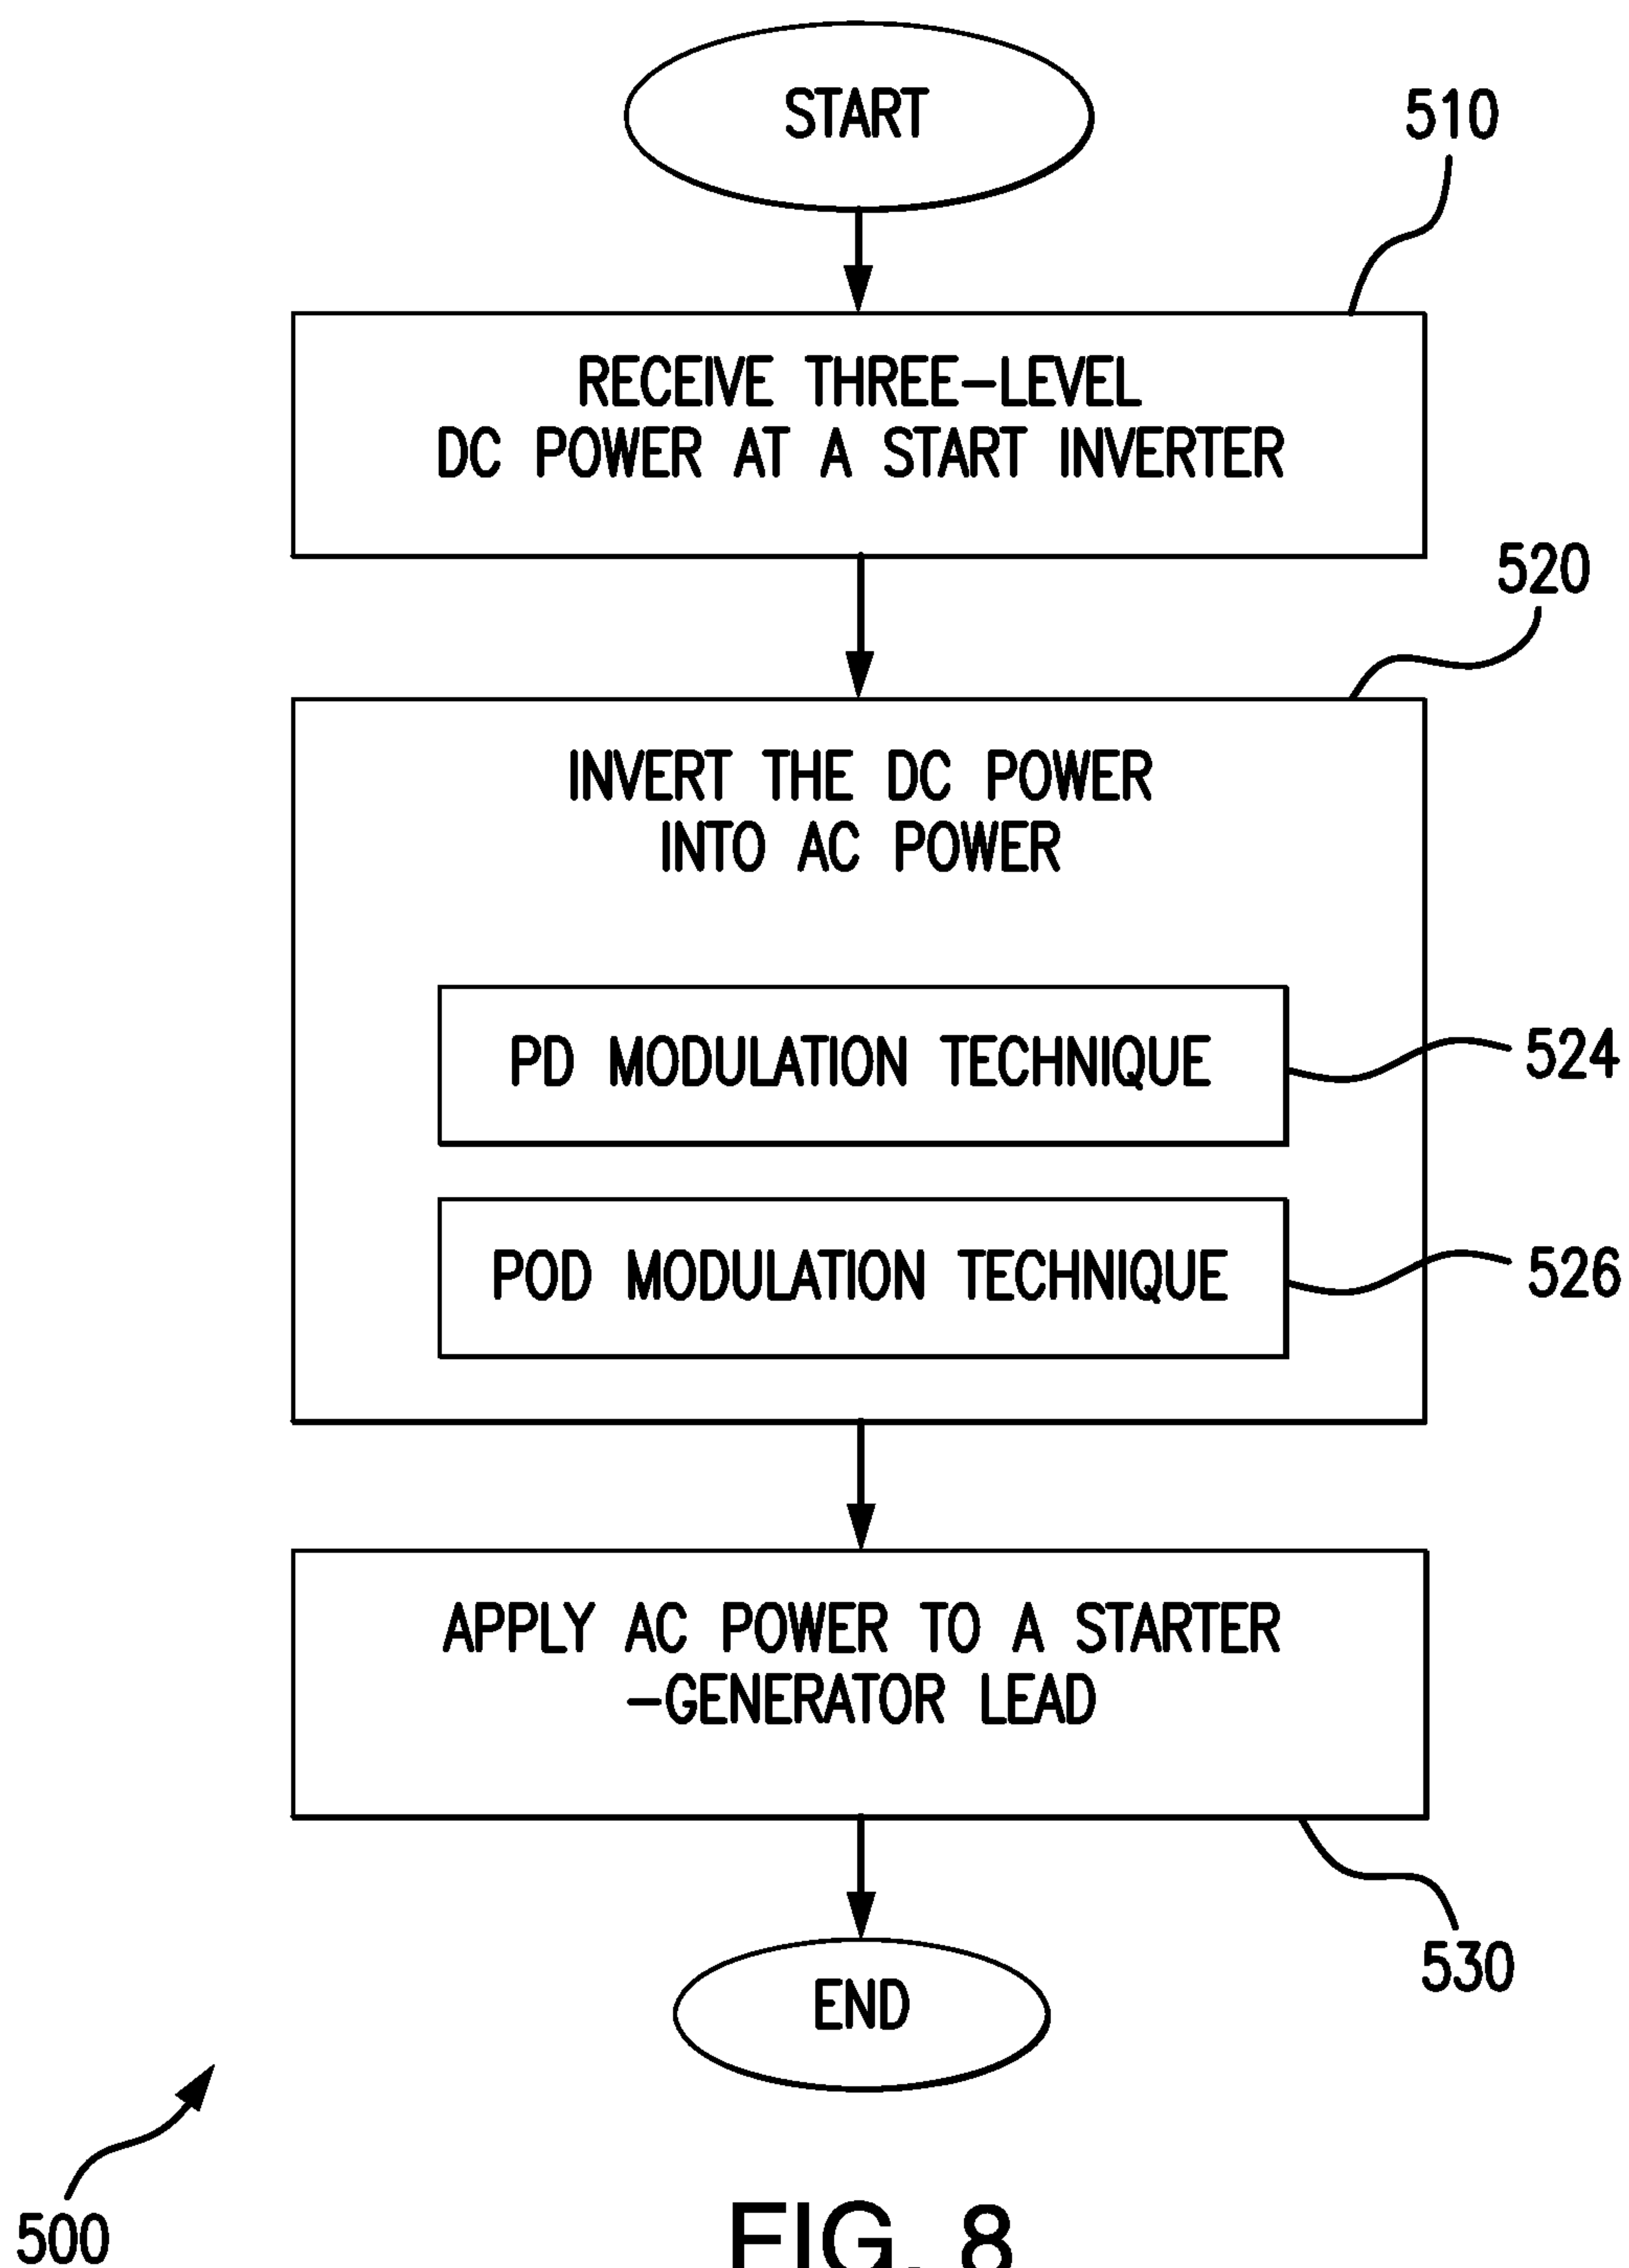 START
510
RECEIVE THREE-LEVEL
DC POWER AT A START INVERTER
520
INVERT THE DC POWER
INTO AC POWER
PD MODULATION TECHNIQUE
524
POD MODULATION TECHNIQUE
526
APPLY AC POWER TO A STARTER
-GENERATOR LEAD
530
END
500
FIG. 8